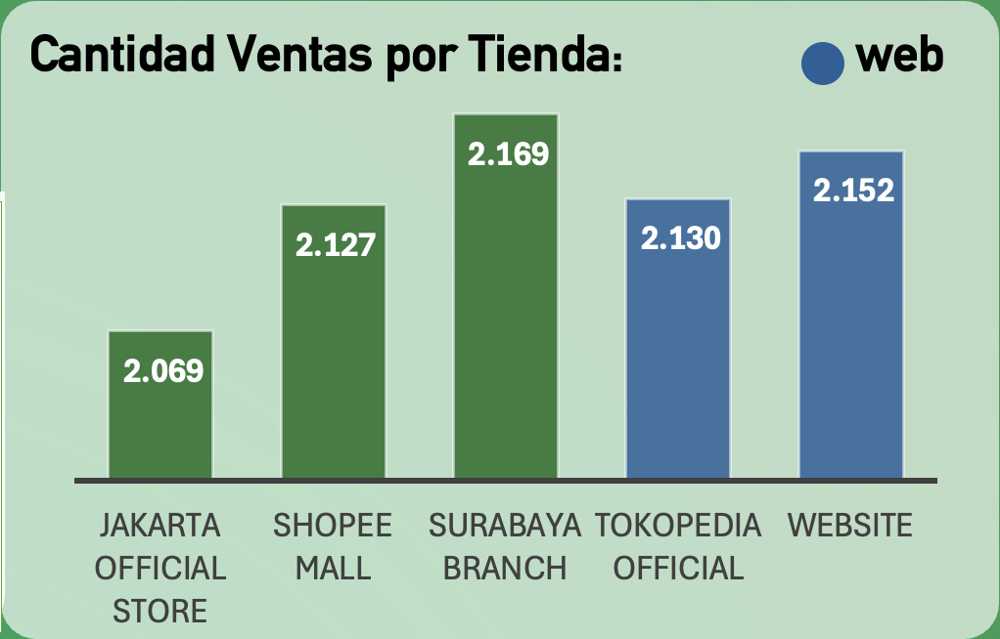 Cantidad Ventas por Tienda:
web
2.069
2.127
2.169
2.130
2.152
JAKARTA
OFFICIAL
STORE
SHOPEE
MALL
SURABAYA
BRANCH
TOKOPEDIA
OFFICIAL
WEBSITE